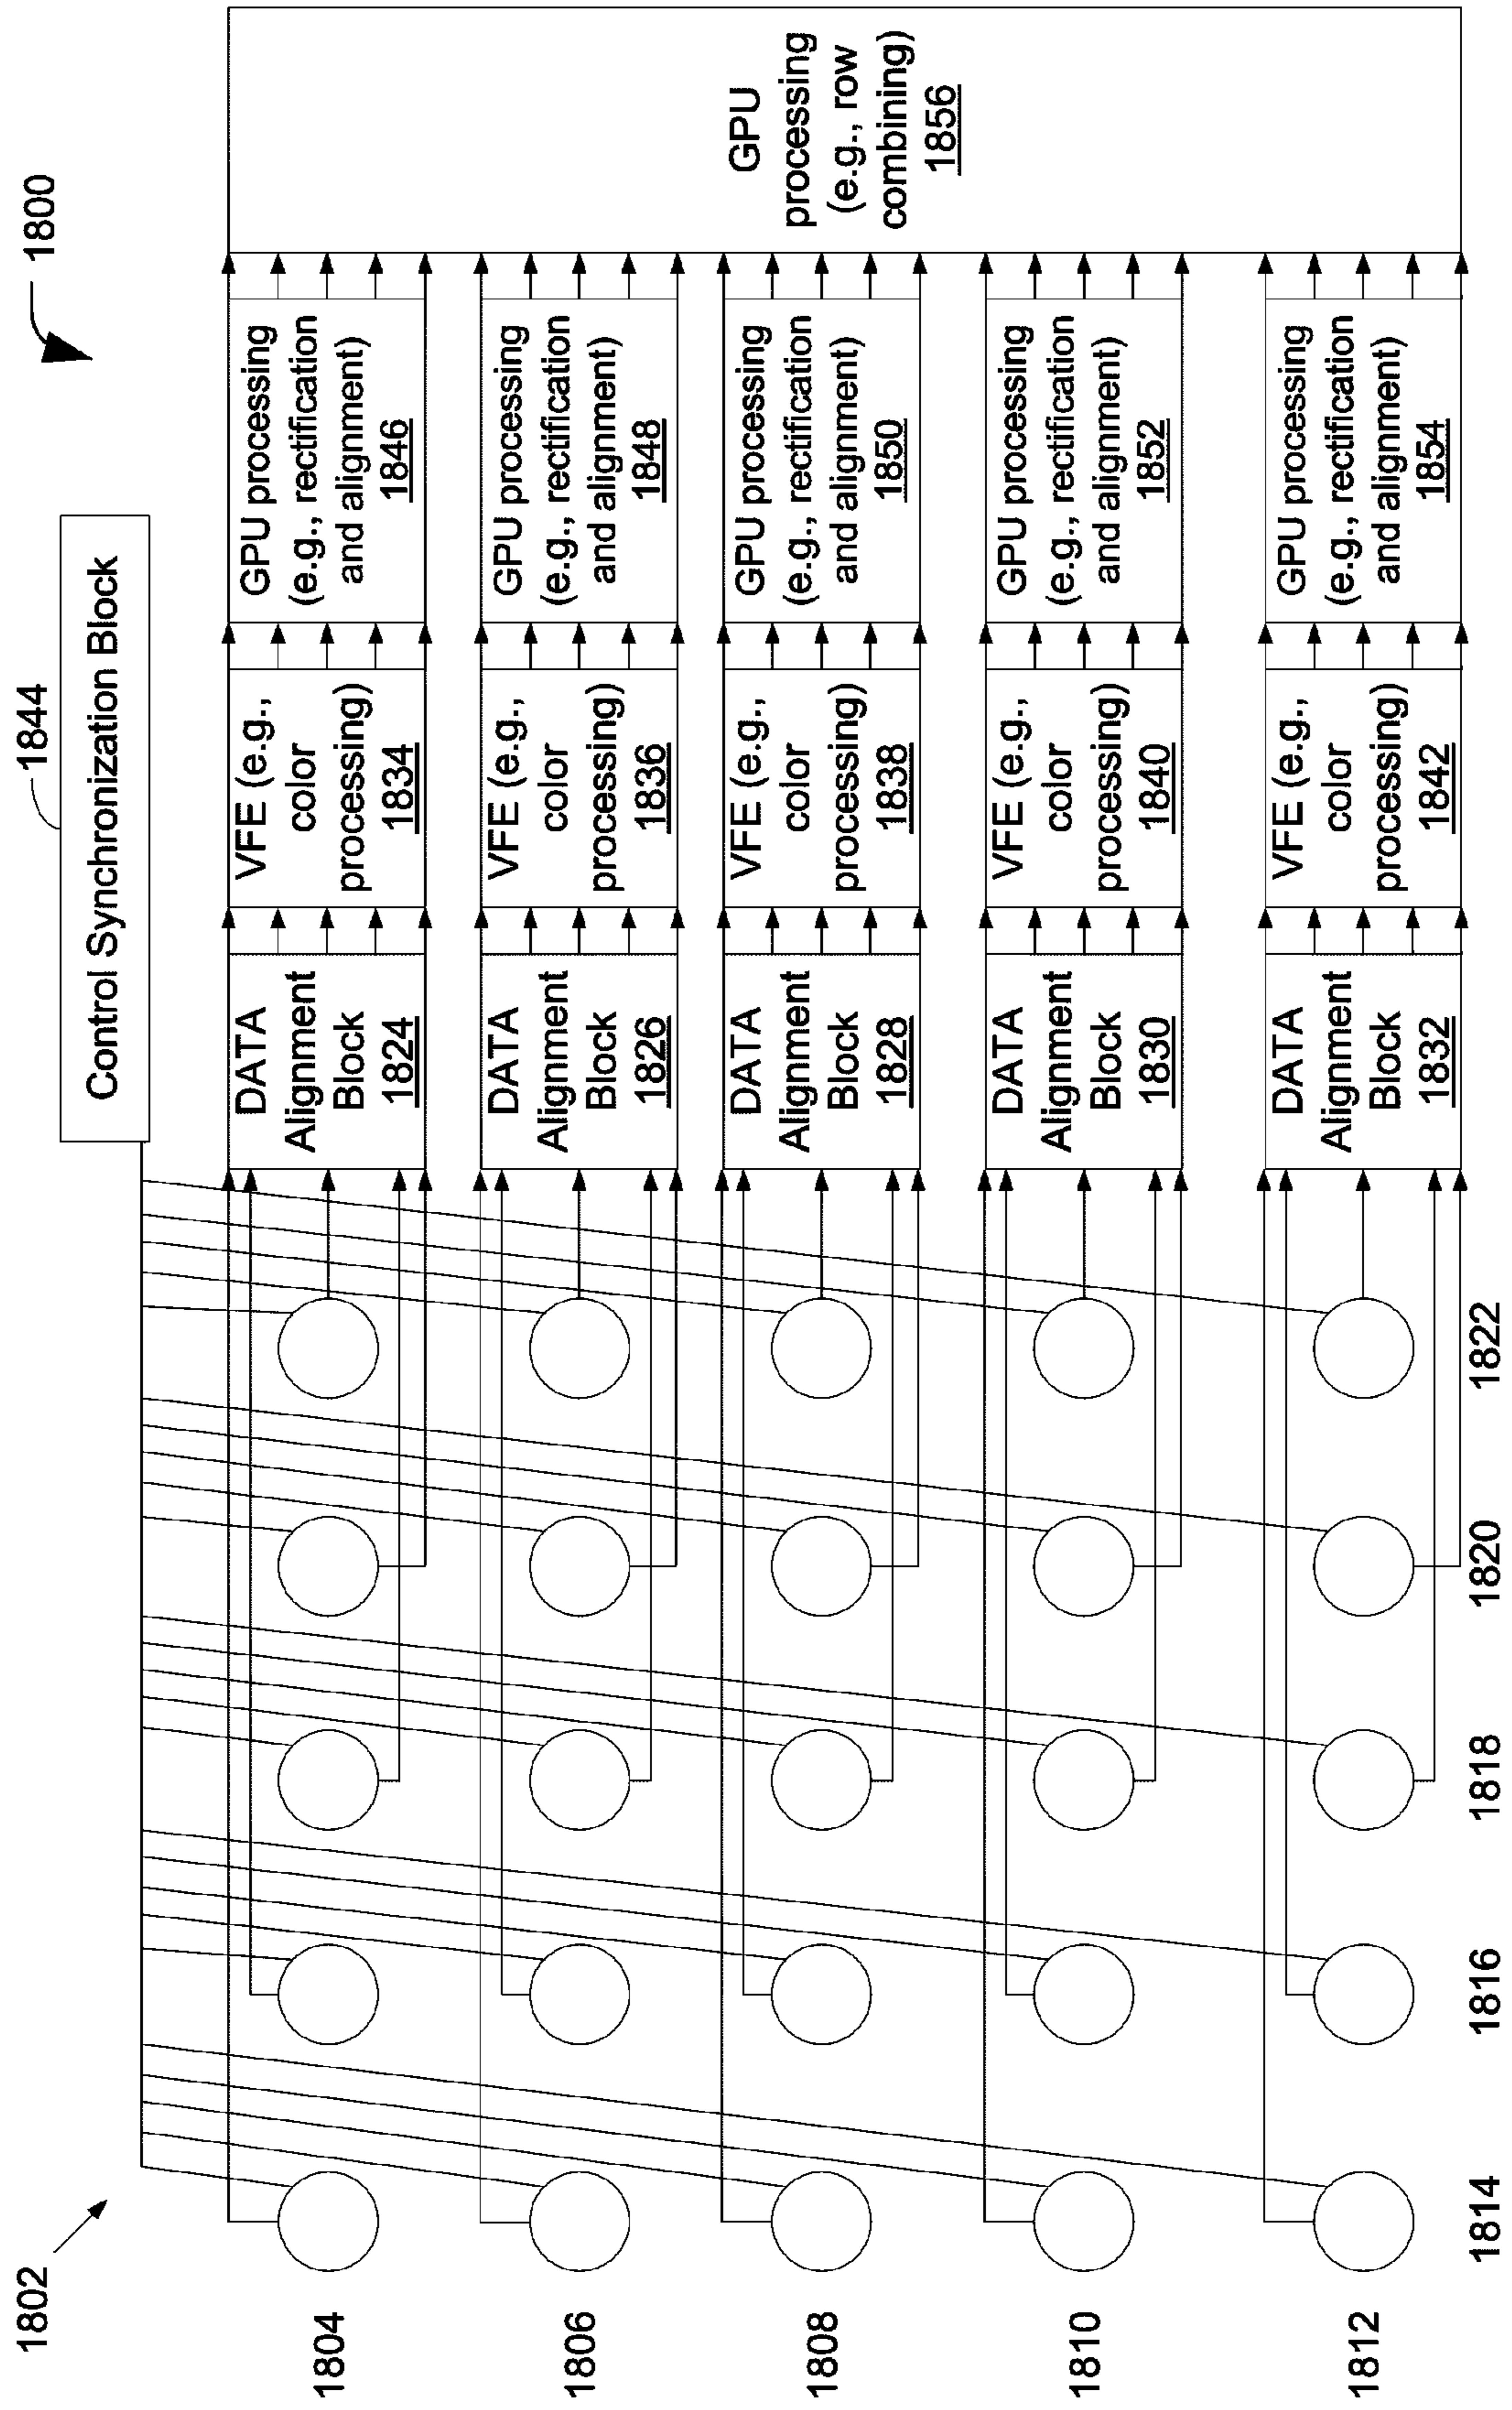 1800
1802
1844
Control Synchronization Block
1804
DATA
Alignment
Block
1824
VFE (e.g.,
color
processing)
1834
GPU processing
(e.g., rectification
and alignment)
1846
1806
DATA
Alignment
Block
1826
VFE (e.g.,
color
processing)
1836
GPU processing
(e.g., rectification
and alignment)
1848
1808
DATA
Alignment
Block
1828
VFE (e.g.,
color
processing)
1838
GPU processing
(e.g., rectification
and alignment)
1850
1810
DATA
Alignment
Block
1830
VFE (e.g.,
color
processing)
1840
GPU processing
(e.g., rectification
and alignment)
1852
1812
DATA
Alignment
Block
1832
VFE (e.g.,
color
processing)
1842
GPU processing
(e.g., rectification
and alignment)
1854
GPU
processing
(e.g., row
combining)
1856
1814
1816
1818
1820
1822